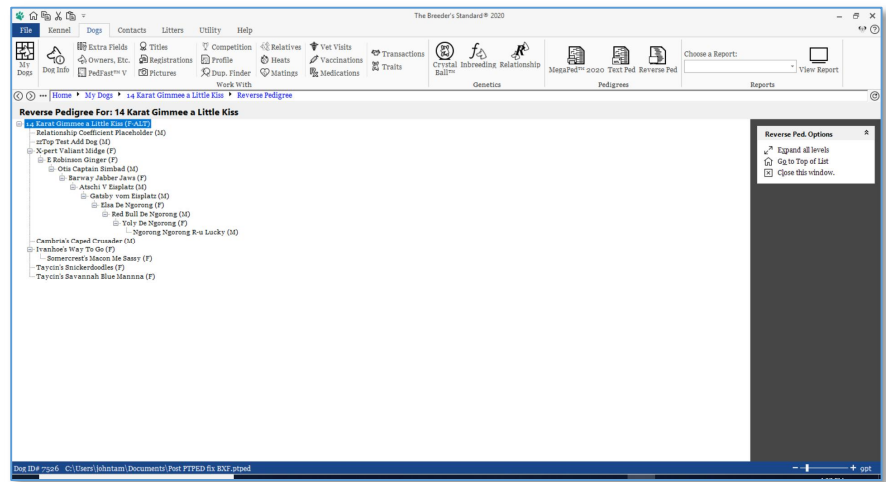 The Breeder's Standard ® 2020
File Kennel Dogs Contacts Litters Utility Help
My Dogs
Dog Info
Extra Fields
Owners, Etc.
PedFast™ V
Titles
Registrations
Pictures
Competition
Profile
Dup. Finder
Relatives
Heats
Matings
Vet Visits
Vaccinations
Medications
Work With
Transactions
Traits
Crystal Ball™
Inbreeding
Relationship
Genetics
MegaPed™ 2020
Text Ped
Reverse Ped
Pedigrees
Choose a Report:
View Report
Reports
Home My Dogs 14 Karat Gimmee a Little Kiss Reverse Pedigree
Reverse Pedigree For: 14 Karat Gimmee a Little Kiss
14 Karat Gimmee a Little Kiss (F-ALT)
Relationship Coefficient Placeholder (M)
zzTop Test Add Dog (M)
X-pert Valiant Midge (F)
E Robinson Ginger (F)
Otis Captain Simbad (M)
Barway Jabber Jaws (F)
Atschi V Eisplatz (M)
Gatsby vom Eisplatz (M)
Elsa De Ngorong (F)
Red Bull De Ngorong (M)
Yoly De Ngorong (F)
Ngorong Ngorong R-u Lucky (M)
Cambria's Caped Crusader (M)
Ivanhoe's Way To Go (F)
Somercrest's Macon Me Sassy (F)
Taycin's Snickerdoodles (F)
Taycin's Savannah Blue Mannna (F)
Reverse Ped. Options
Expand all levels
Go to Top of List
Close this window.
Dog ID# 7526 C:\Users\johntam\Documents\Post PTPED fix BXF.ptped
9pt